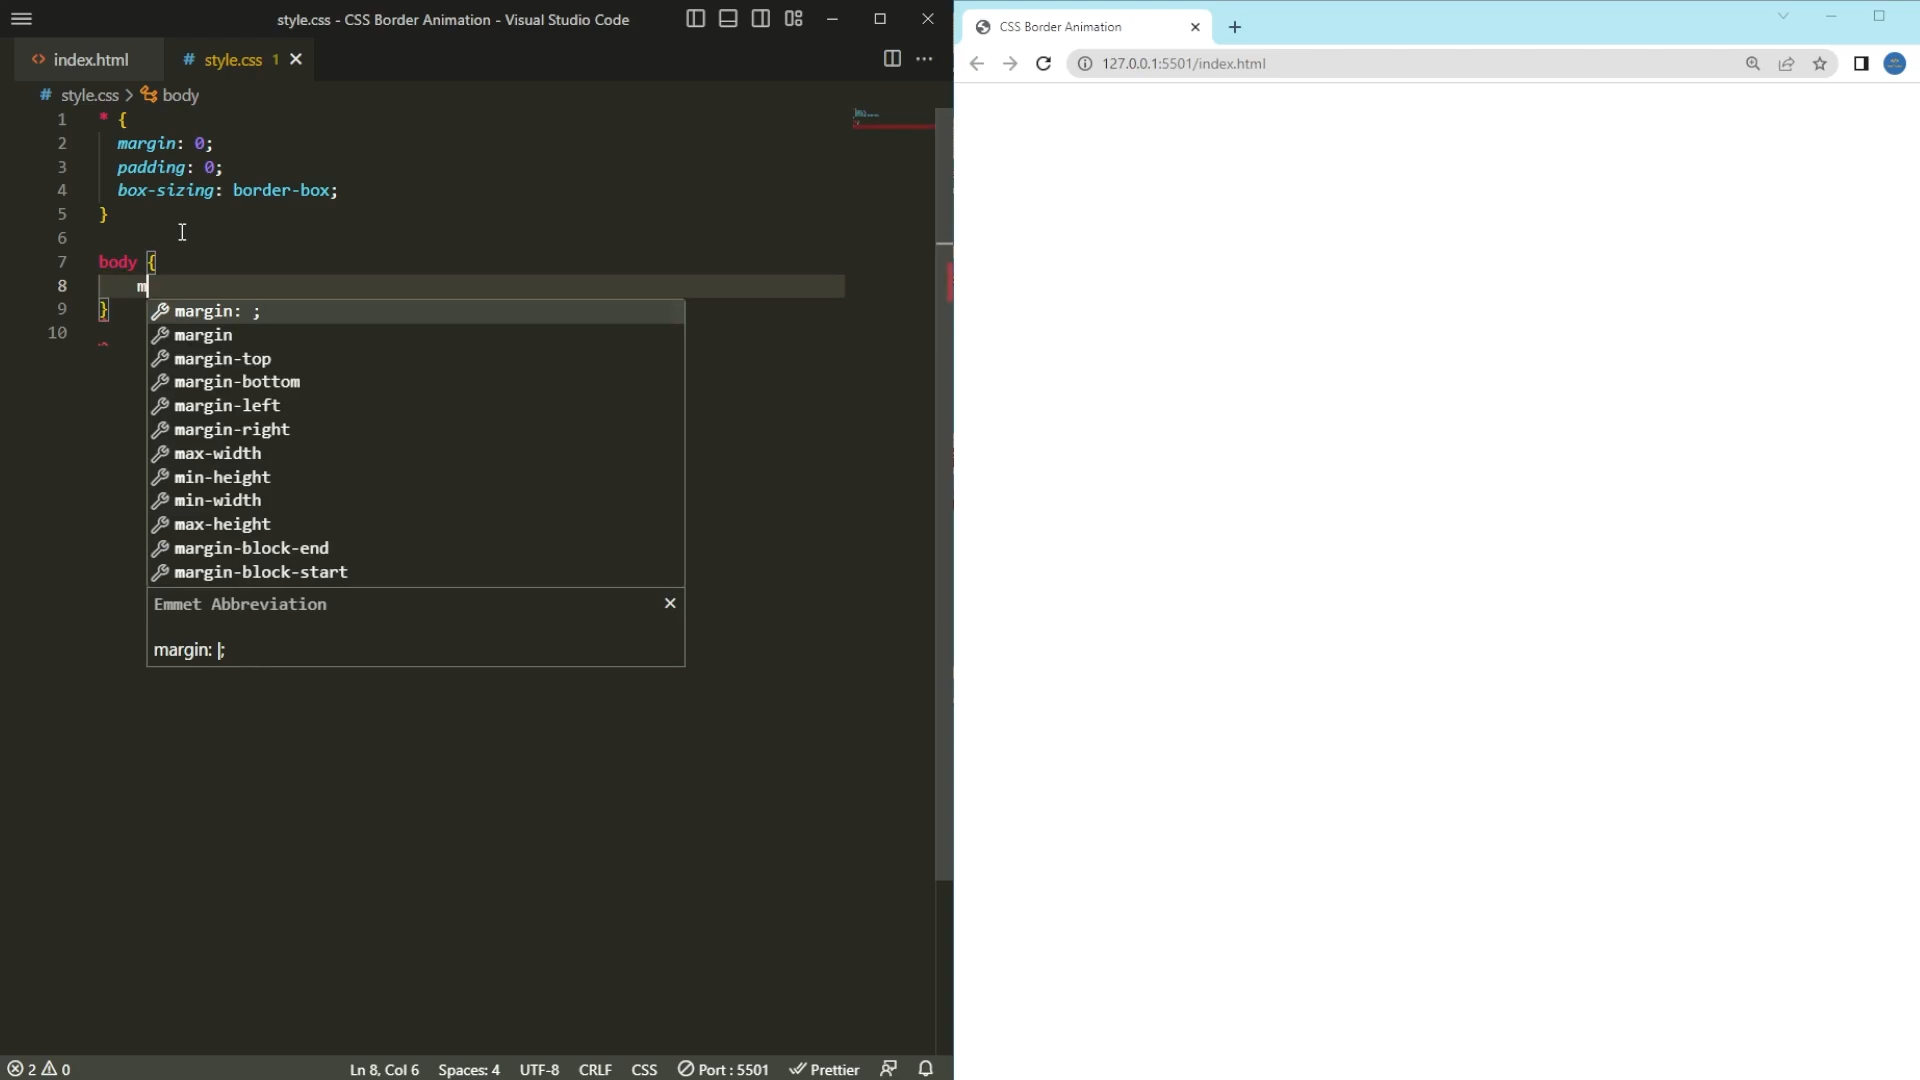 style.css - CSS Border Animation - Visual Studio Code
index.html
# style.css 1
# style.css > body
1 * {
2 margin: 0;
3 padding: 0;
4 box-sizing: border-box;
5 }
6
7 body {
8 m
9 }
10
margin: ;
margin
margin-top
margin-bottom
margin-left
margin-right
max-width
min-height
min-width
max-height
margin-block-end
margin-block-start
Emmet Abbreviation
margin: |;
2 0 Ln 8, Col 6 Spaces: 4 UTF-8 CRLF CSS Port : 5501 Prettier
CSS Border Animation
127.0.0.1:5501/index.html